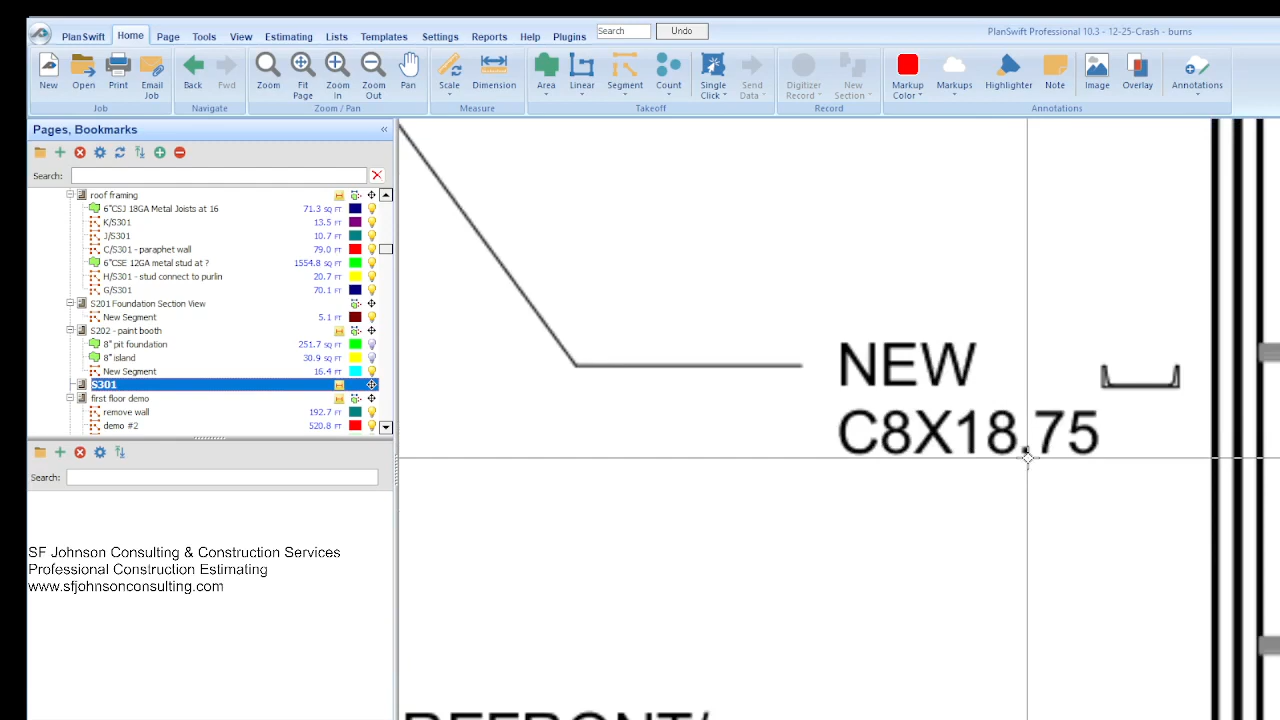 PlanSwift Home Page Tools View Estimating Lists Templates Settings Reports Help Plugins Search Undo PlanSwift Professional 10.3 - 12-25-Crash - burns
New Open Print Email Job Back Fwd Zoom Fit Page Zoom In Zoom Out Pan Scale Dimension Area Linear Segment Count Single Click Send Data Digitizer Record New Section Markup Color Markups Highlighter Note Image Overlay Annotations
Job Navigate Zoom / Pan Measure Takeoff Record Annotations
Pages, Bookmarks «
Search:
roof framing
6"CSJ 18GA Metal Joists at 16 71.3 SQ FT
K/S301 13.5 FT
J/S301 10.7 FT
C/S301 - paraphet wall 79.0 FT
6"CSE 12GA metal stud at ? 1554.8 SQ FT
H/S301 - stud connect to purlin 20.7 FT
G/S301 70.1 FT
S201 Foundation Section View
New Segment 5.1 FT
S202 - paint booth
8" pit foundation 251.7 SQ FT
8" island 30.9 SQ FT
New Segment 16.4 FT
S301
first floor demo
remove wall 192.7 FT
demo #2 520.8 FT
Search:
SF Johnson Consulting & Construction Services
Professional Construction Estimating
www.sfjohnsonconsulting.com
NEW
C8X18.75